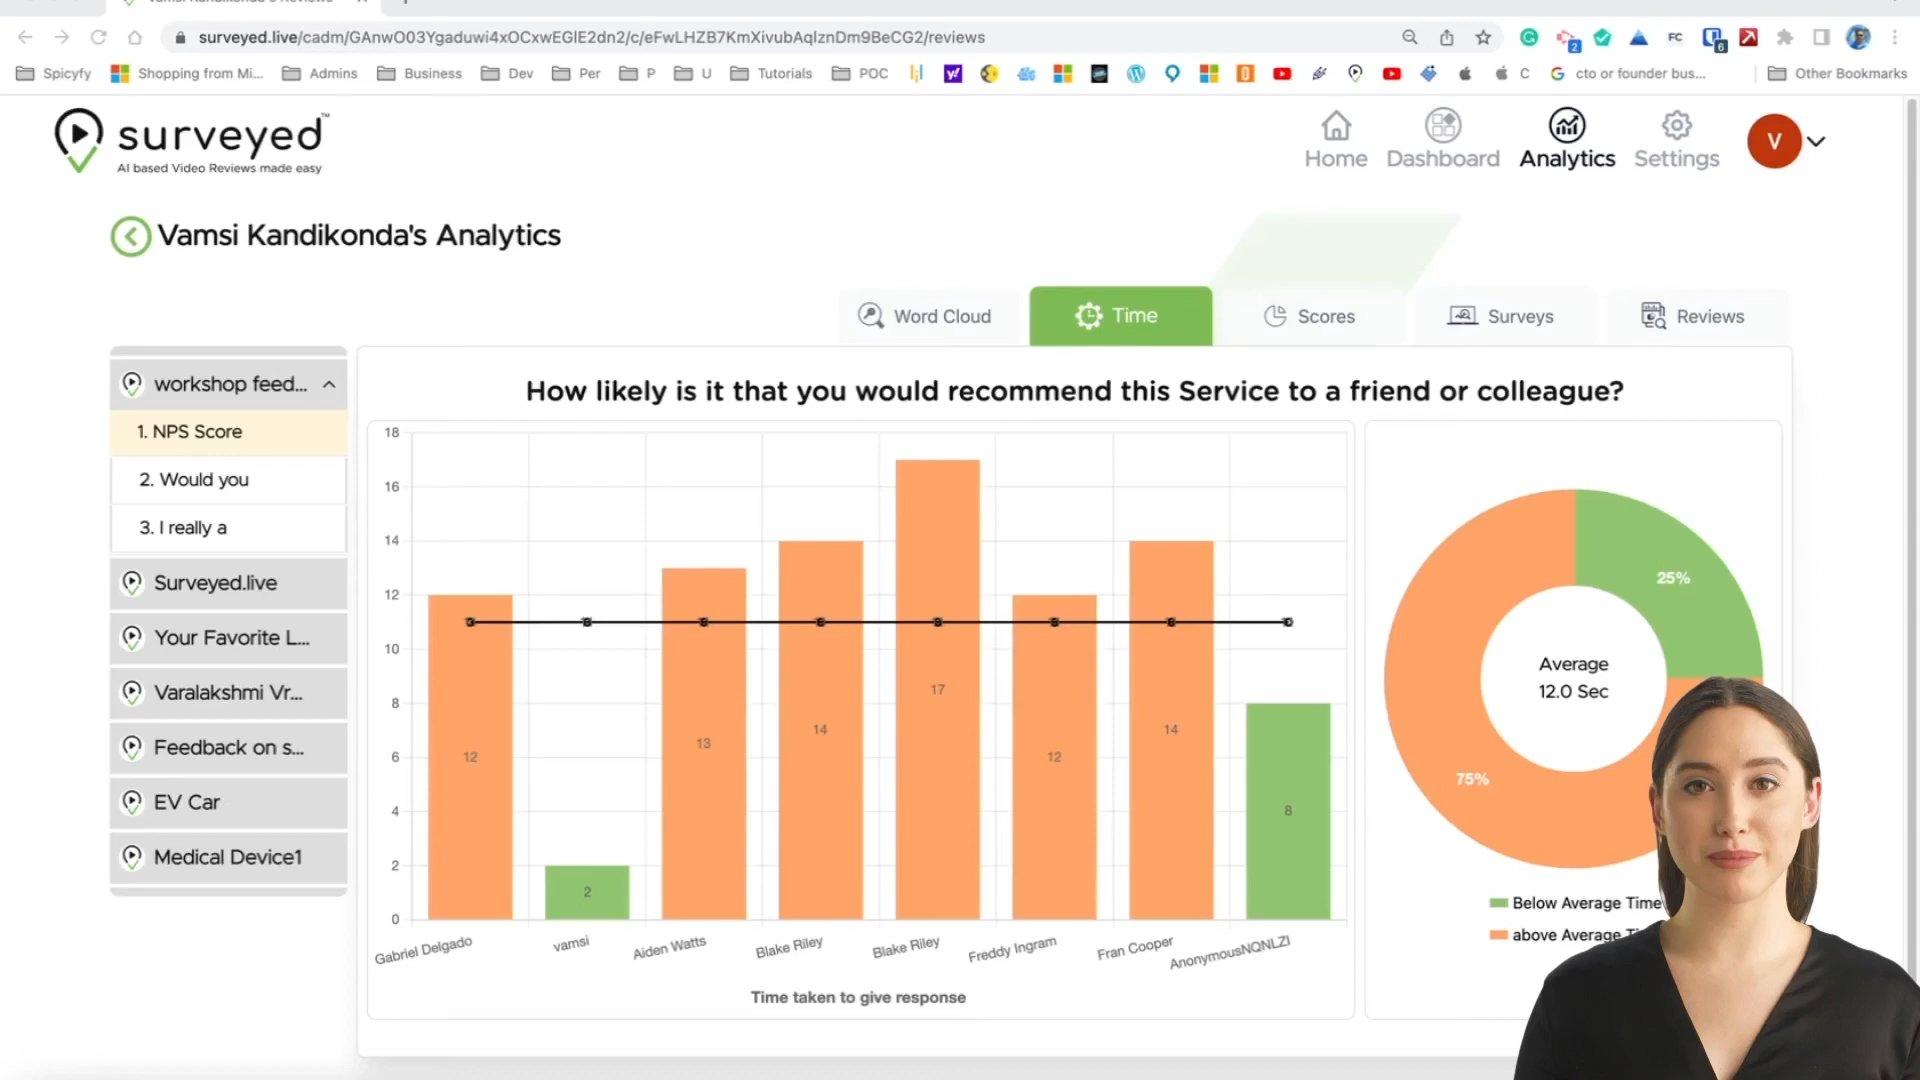 surveyed.live/cadm/GAnwO03Ygaduwi4xOCxwEGlE2dn2/c/eFwLHZB7KmXivubAqlznDm9BeCG2/reviews
2
FC
6
Spicyfy
Shopping from Mi...
Admins
Business
Dev
Per
P
U
Tutorials
POC
C
cto or founder bus...
Other Bookmarks
surveyed™
AI based Video Reviews made easy
Home
Dashboard
Analytics
Settings
V
Vamsi Kandikonda's Analytics
Word Cloud
Time
Scores
Surveys
Reviews
workshop feed...
1. NPS Score
2. Would you
3. I really a
Surveyed.live
Your Favorite L...
Varalakshmi Vr...
Feedback on s...
EV Car
Medical Device1
How likely is it that you would recommend this Service to a friend or colleague?
18
16
14
12
10
8
6
4
2
0
12
2
13
14
17
12
14
8
Gabriel Delgado
vamsi
Aiden Watts
Blake Riley
Blake Riley
Freddy Ingram
Fran Cooper
AnonymousNQNLZI
Time taken to give response
25%
75%
Average
12.0 Sec
Below Average Time
above Average